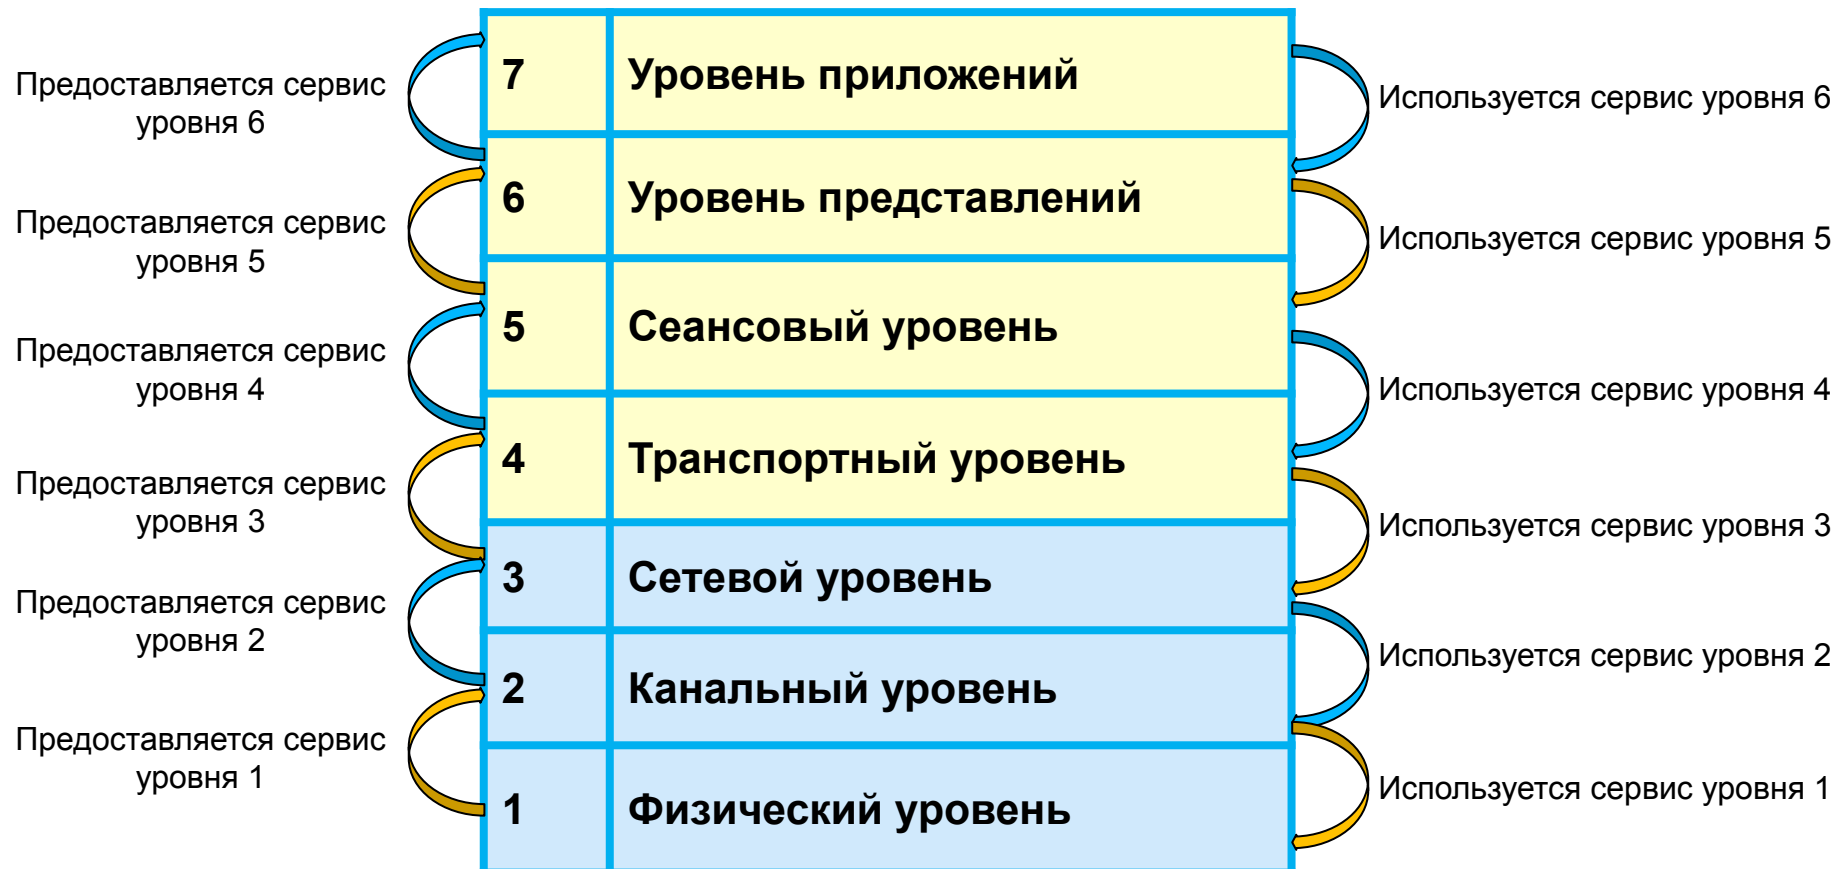 7 Уровень приложений
Предоставляется сервис
уровня 6
Используется сервис уровня 6
6 Уровень представлений
Предоставляется сервис
уровня 5
Используется сервис уровня 5
5 Сеансовый уровень
Предоставляется сервис
уровня 4
Используется сервис уровня 4
4 Транспортный уровень
Предоставляется сервис
уровня 3
Используется сервис уровня 3
3 Сетевой уровень
Предоставляется сервис
уровня 2
Используется сервис уровня 2
2 Канальный уровень
Предоставляется сервис
уровня 1
Используется сервис уровня 1
1 Физический уровень